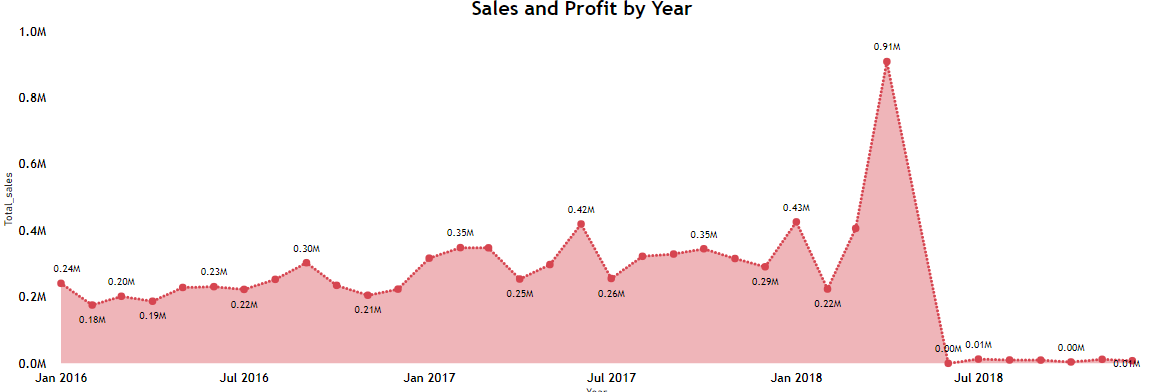 Sales and Profit by Year
1.0M
0.8M
0.6M
0.4M
0.2M
0.0M
Total_sales
0.24M
0.18M
0.20M
0.19M
0.23M
0.22M
0.30M
0.21M
0.35M
0.25M
0.42M
0.26M
0.35M
0.29M
0.43M
0.22M
0.91M
0.00M
0.01M
0.00M
0.01M
Jan 2016
Jul 2016
Jan 2017
Jul 2017
Jan 2018
Jul 2018
Year